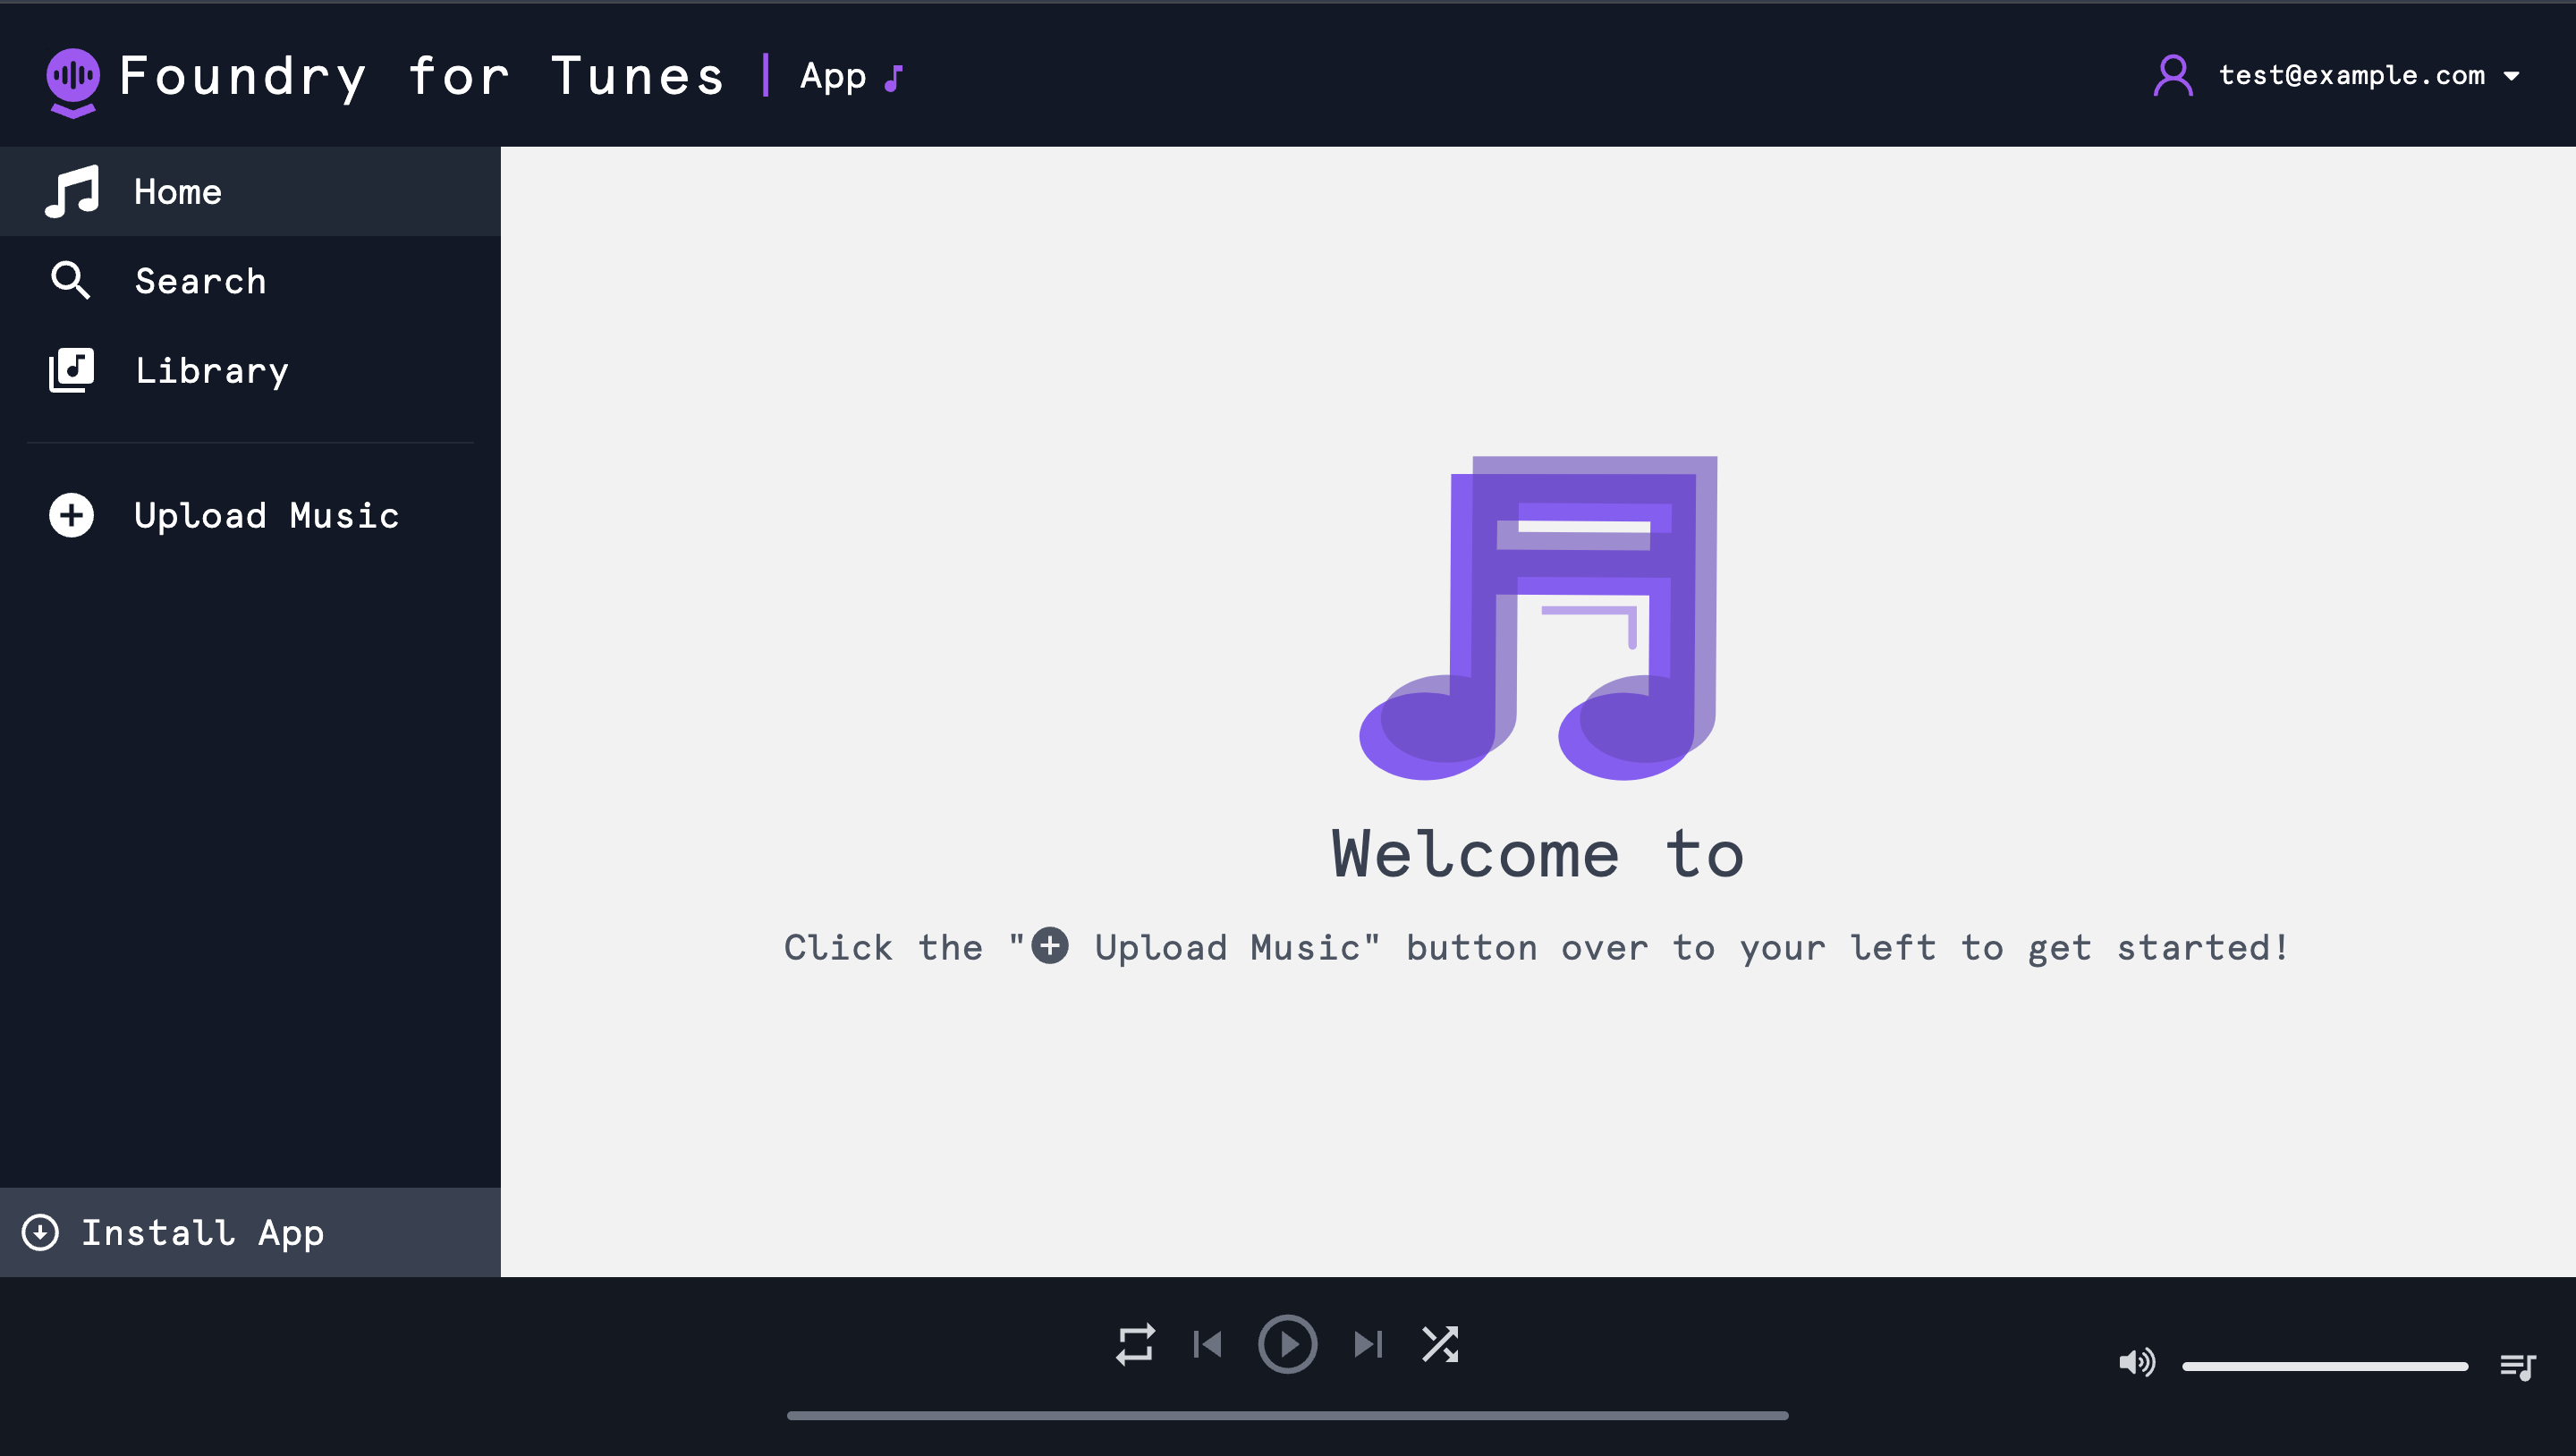 Foundry for Tunes | App
test@example.com
Home
Search
Library
Upload Music
Welcome to
Click the " Upload Music" button over to your left to get started!
Install App